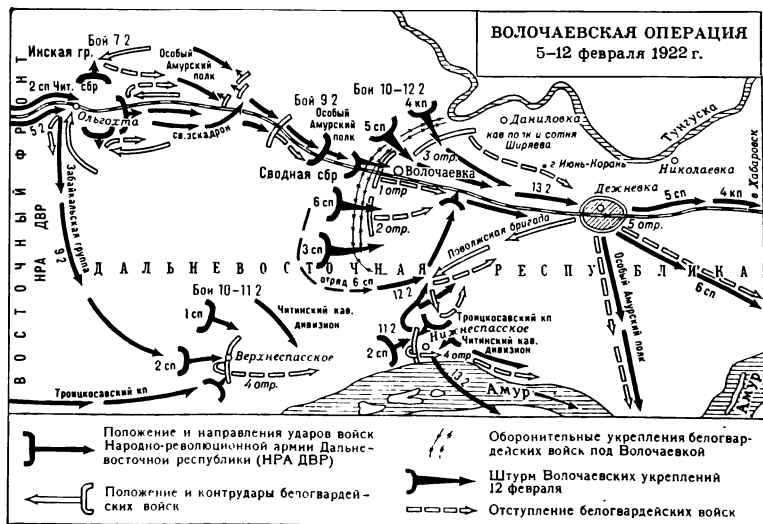 ВОЛОЧАЕВСКАЯ ОПЕРАЦИЯ
5–12 февраля 1922 г.
Инская гр.
Бой 7 2
Особый
Амурский
полк
2 сп Чит. сбр
5 2
Ольгохта
св. эскадрон
Бой 9 2
Особый
Амурский
полк
Бои 10–12 2
4 кп
5 сп
Даниловка
кав полк и сотня
Ширяева
Тунгуска
г Июнь-Корань
Николаевка
в Хабаровск
Сводная сбр
Волочаевка
3 отр.
1 отр
2 отр.
6 сп
3 сп
отряд 6 сп
13 2
Дежневка
5 сп
4 кп
5 отр.
6 сп
Особый
Амурский
полк
Поволжская бригада
12 2
ВОСТОЧНЫЙ ФРОНТ
НРА ДВР
Забайкальская группа
9 2
ДАЛЬНЕВОСТОЧНАЯ РЕСПУБЛИКА
Бои 10–11 2
1 сп
Читинский кав.
дивизион
2 сп
Верхнеспасское
4 отр.
Троицкосавский кп
11 2
2 сп
Троицкосавский кп
Нижнеспасское
Читинский кав.
дивизион
4 отр
13 2
Амур
Амур
Положение и направления ударов войск
Народно-революционной армии Дальне-
восточной республики (НРА ДВР)
Положение и контрудары белогвардей-
ских войск
Оборонительные укрепления белогвар-
дейских войск под Волочаевкой
Штурм Волочаевских укреплений
12 февраля
Отступление белогвардейских войск